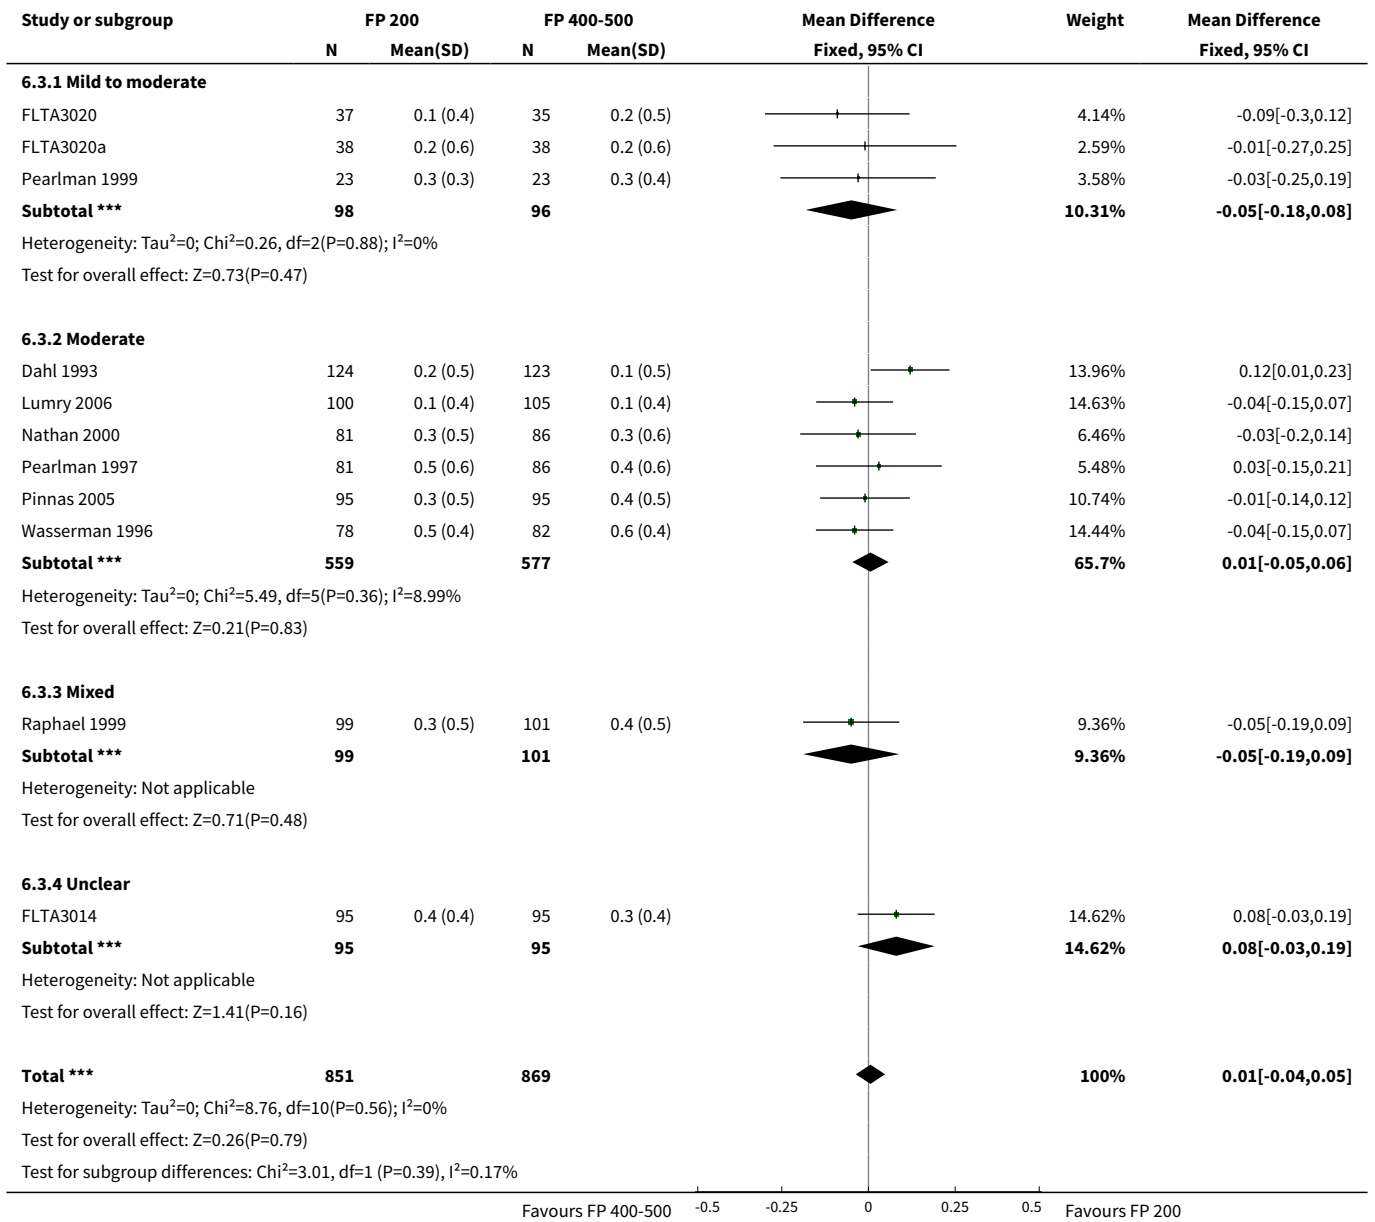 Study or subgroup FP 200 FP 400-500 Mean Difference Weight Mean Difference
N Mean(SD) N Mean(SD) Fixed, 95% CI Fixed, 95% CI
6.3.1 Mild to moderate
FLTA3020 37 0.1 (0.4) 35 0.2 (0.5) 4.14% -0.09[-0.3,0.12]
FLTA3020a 38 0.2 (0.6) 38 0.2 (0.6) 2.59% -0.01[-0.27,0.25]
Pearlman 1999 23 0.3 (0.3) 23 0.3 (0.4) 3.58% -0.03[-0.25,0.19]
Subtotal *** 98 96 10.31% -0.05[-0.18,0.08]
Heterogeneity: Tau²=0; Chi²=0.26, df=2(P=0.88); I²=0%
Test for overall effect: Z=0.73(P=0.47)
6.3.2 Moderate
Dahl 1993 124 0.2 (0.5) 123 0.1 (0.5) 13.96% 0.12[0.01,0.23]
Lumry 2006 100 0.1 (0.4) 105 0.1 (0.4) 14.63% -0.04[-0.15,0.07]
Nathan 2000 81 0.3 (0.5) 86 0.3 (0.6) 6.46% -0.03[-0.2,0.14]
Pearlman 1997 81 0.5 (0.6) 86 0.4 (0.6) 5.48% 0.03[-0.15,0.21]
Pinnas 2005 95 0.3 (0.5) 95 0.4 (0.5) 10.74% -0.01[-0.14,0.12]
Wasserman 1996 78 0.5 (0.4) 82 0.6 (0.4) 14.44% -0.04[-0.15,0.07]
Subtotal *** 559 577 65.7% 0.01[-0.05,0.06]
Heterogeneity: Tau²=0; Chi²=5.49, df=5(P=0.36); I²=8.99%
Test for overall effect: Z=0.21(P=0.83)
6.3.3 Mixed
Raphael 1999 99 0.3 (0.5) 101 0.4 (0.5) 9.36% -0.05[-0.19,0.09]
Subtotal *** 99 101 9.36% -0.05[-0.19,0.09]
Heterogeneity: Not applicable
Test for overall effect: Z=0.71(P=0.48)
6.3.4 Unclear
FLTA3014 95 0.4 (0.4) 95 0.3 (0.4) 14.62% 0.08[-0.03,0.19]
Subtotal *** 95 95 14.62% 0.08[-0.03,0.19]
Heterogeneity: Not applicable
Test for overall effect: Z=1.41(P=0.16)
Total *** 851 869 100% 0.01[-0.04,0.05]
Heterogeneity: Tau²=0; Chi²=8.76, df=10(P=0.56); I²=0%
Test for overall effect: Z=0.26(P=0.79)
Test for subgroup differences: Chi²=3.01, df=1 (P=0.39), I²=0.17%
Favours FP 400-500 -0.5 -0.25 0 0.25 0.5 Favours FP 200